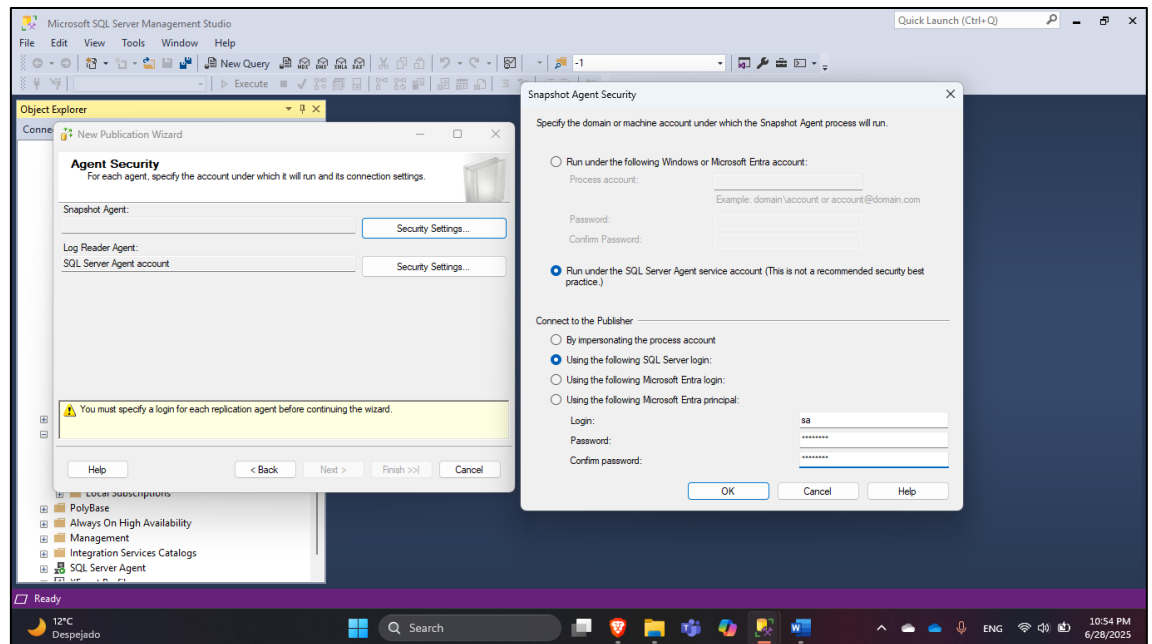 Microsoft SQL Server Management Studio
Quick Launch (Ctrl+Q)
File Edit View Tools Window Help
New Query
-1
Execute
Object Explorer
New Publication Wizard
Agent Security
For each agent, specify the account under which it will run and its connection settings.
Snapshot Agent:
Security Settings...
Log Reader Agent:
SQL Server Agent account
Security Settings...
You must specify a login for each replication agent before continuing the wizard.
Help
< Back
Next >
Finish >>|
Cancel
Local Subscriptions
PolyBase
Always On High Availability
Management
Integration Services Catalogs
SQL Server Agent
Snapshot Agent Security
Specify the domain or machine account under which the Snapshot Agent process will run.
Run under the following Windows or Microsoft Entra account:
Process account:
Example: domain\account or account@domain.com
Password:
Confirm Password:
Run under the SQL Server Agent service account (This is not a recommended security best
practice.)
Connect to the Publisher
By impersonating the process account
Using the following SQL Server login:
Using the following Microsoft Entra login:
Using the following Microsoft Entra principal:
Login: sa
Password: ********
Confirm password: ********
OK
Cancel
Help
Ready
12°C
Despejado
Search
ENG
10:54 PM
6/28/2025